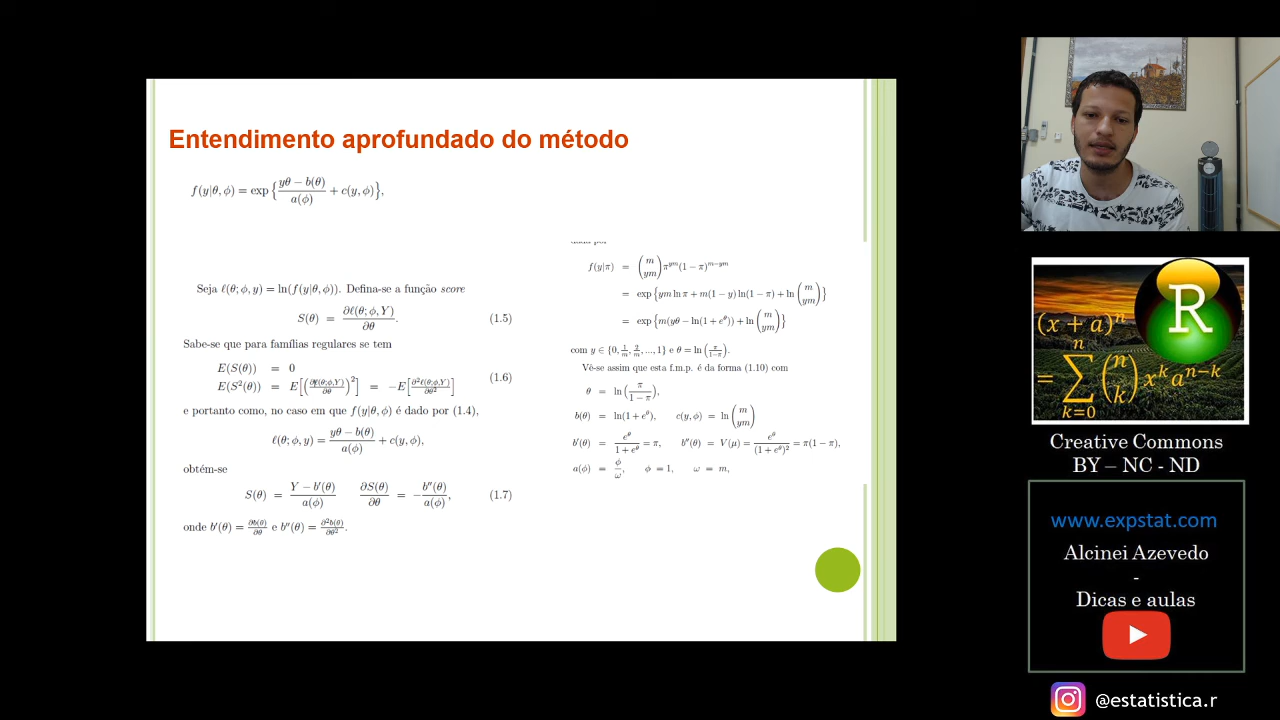 Entendimento aprofundado do método
f(y|θ, ϕ) = exp { yθ − b(θ) / a(ϕ) + c(y, ϕ) },
Seja ℓ(θ; ϕ, y) = ln(f(y|θ, ϕ)). Defina-se a função score
S(θ) = ∂ℓ(θ; ϕ, Y) / ∂θ. (1.5)
Sabe-se que para famílias regulares se tem
E(S(θ)) = 0
E(S²(θ)) = E[(∂ℓ(θ;ϕ,Y)/∂θ)²] = −E[∂²ℓ(θ;ϕ,Y)/∂θ²] (1.6)
e portanto como, no caso em que f(y|θ, ϕ) é dado por (1.4),
ℓ(θ; ϕ, y) = yθ − b(θ) / a(ϕ) + c(y, ϕ),
obtém-se
S(θ) = Y − b′(θ) / a(ϕ) ∂S(θ)/∂θ = − b″(θ)/a(ϕ), (1.7)
onde b′(θ) = ∂b(θ)/∂θ e b″(θ) = ∂²b(θ)/∂θ².
dada por
f(y|π) = (m ym) π^ym (1 − π)^m−ym
= exp { ym ln π + m(1 − y) ln(1 − π) + ln (m ym) }
= exp { m(yθ − ln(1 + e^θ)) + ln (m ym) }
com y ∈ {0, 1/m, 2/m, ..., 1} e θ = ln(π/1−π).
Vê-se assim que esta f.m.p. é da forma (1.10) com
θ = ln (π / 1 − π),
b(θ) = ln(1 + e^θ), c(y, ϕ) = ln (m ym)
b′(θ) = e^θ / 1 + e^θ = π, b″(θ) = V(μ) = e^θ / (1 + e^θ)² = π(1 − π),
a(ϕ) = ϕ/ω, ϕ = 1, ω = m,
R
(x + a)^n
= ∑ n k=0 (n k) x^k a^n−k
Creative Commons
BY – NC - ND
www.expstat.com
Alcinei Azevedo
-
Dicas e aulas
@estatistica.r